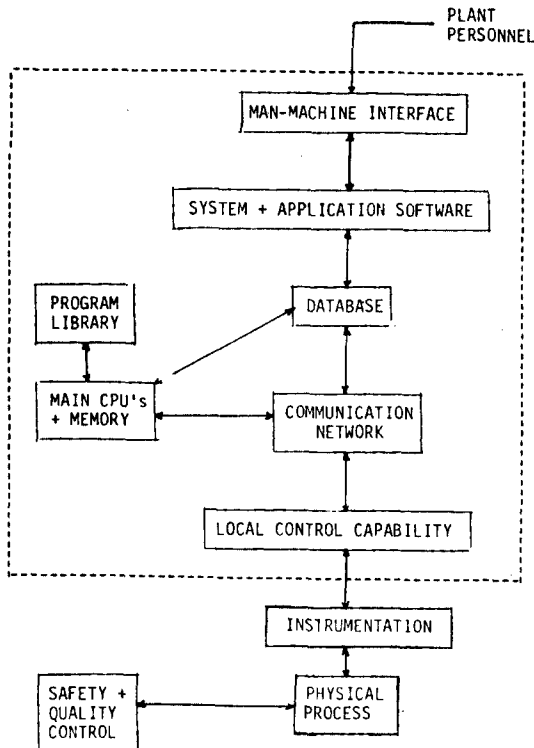 PLANT
PERSONNEL
MAN-MACHINE INTERFACE
SYSTEM + APPLICATION SOFTWARE
PROGRAM
LIBRARY
DATABASE
MAIN CPU's
+ MEMORY
COMMUNICATION
NETWORK
LOCAL CONTROL CAPABILITY
INSTRUMENTATION
SAFETY +
QUALITY
CONTROL
PHYSICAL
PROCESS